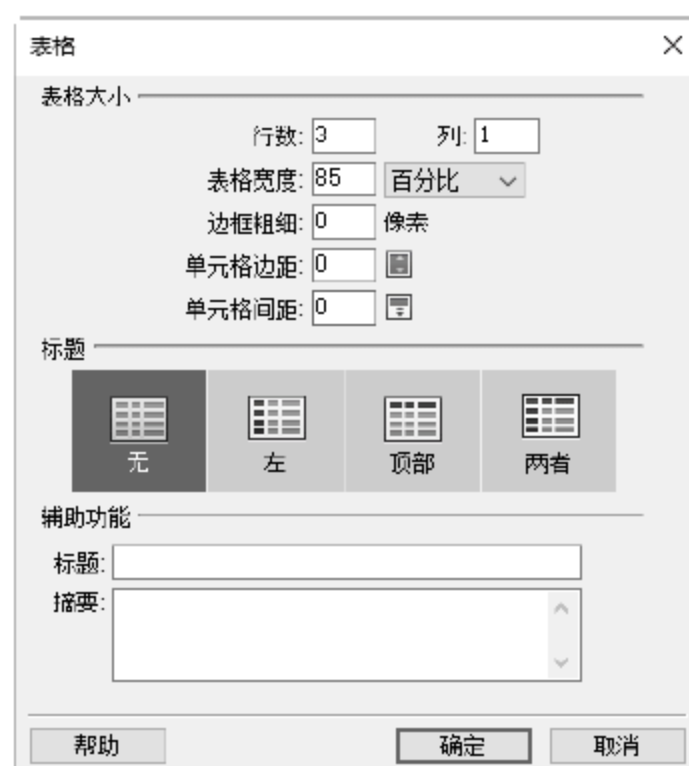 表格
表格大小
行数: 3 列: 1
表格宽度: 85 百分比
边框粗细: 0 像素
单元格边距: 0
单元格间距: 0
标题
无 左 顶部 两者
辅助功能
标题:
摘要:
帮助 确定 取消